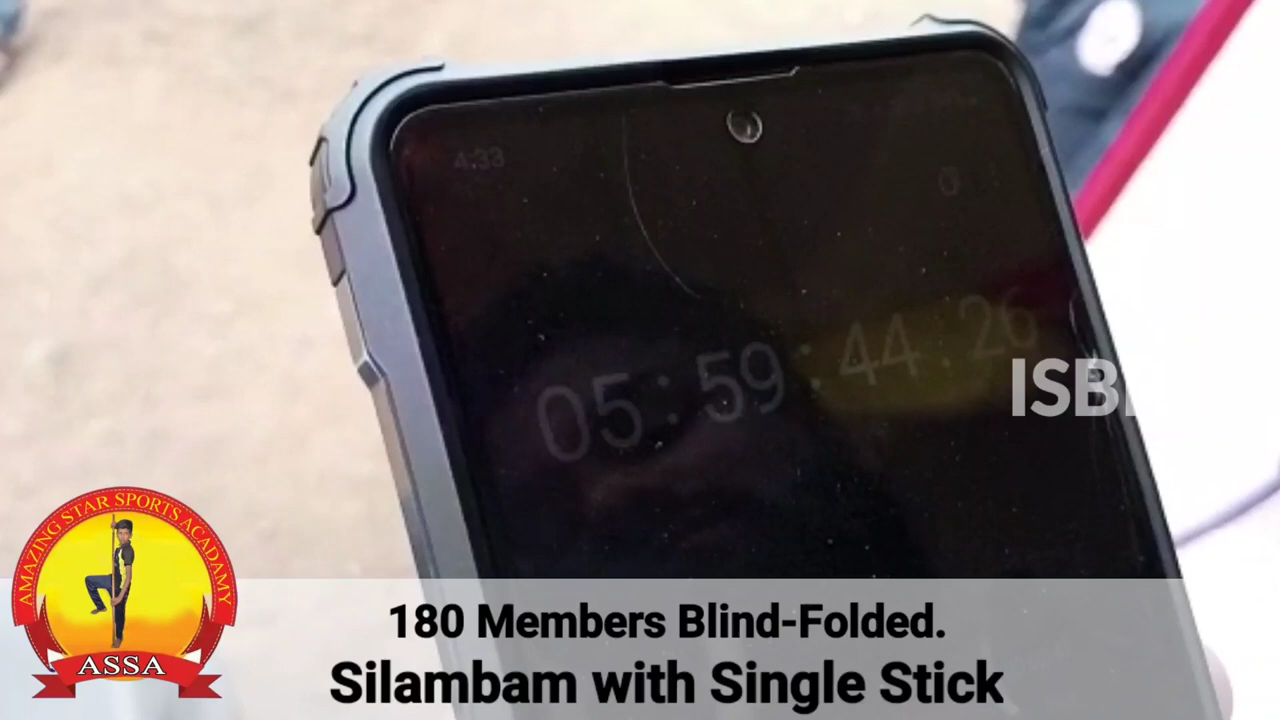 4:33
05:59:44.26
ISB
AMAZING STAR SPORTS ACADAMY
ASSA
180 Members Blind-Folded.
Silambam with Single Stick